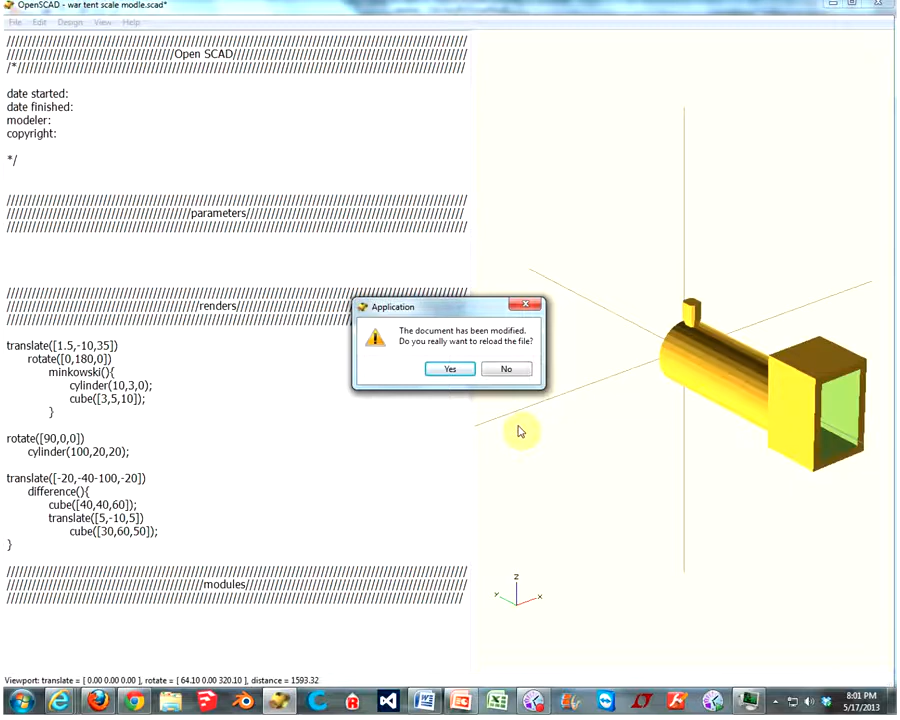 OpenSCAD - war tent scale modle.scad*
File Edit Design View Help
//////////////////////////////////////////////////////////////////////////////////////////
/////////////////////////////////Open SCAD/////////////////////////////////////////////
/*//////////////////////////////////////////////////////////////////////////////////////
date started:
date finished:
modeler:
copyright:
*/
//////////////////////////////////////////////////////////////////////////////////////////
////////////////////////////////////parameters//////////////////////////////////////////
//////////////////////////////////////////////////////////////////////////////////////////
//////////////////////////////////////////////////////////////////
/////////////////////////////////////renders/////////////////////
//////////////////////////////////////////////////////////////////
translate([1.5,-10,35])
rotate([0,180,0])
minkowski(){
cylinder(10,3,0);
cube([3,5,10]);
}
rotate([90,0,0])
cylinder(100,20,20);
translate([-20,-40-100,-20])
difference(){
cube([40,40,60]);
translate([5,-10,5])
cube([30,60,50]);
}
//////////////////////////////////////////////////////////////////////////////////////////
//////////////////////////////////////modules/////////////////////////////////////////
//////////////////////////////////////////////////////////////////////////////////////////
Application
The document has been modified.
Do you really want to reload the file?
Yes No
Z
Y X
Viewport: translate = [ 0.00 0.00 0.00 ], rotate = [ 64.10 0.00 320.10 ], distance = 1593.32
8:01 PM
5/17/2013